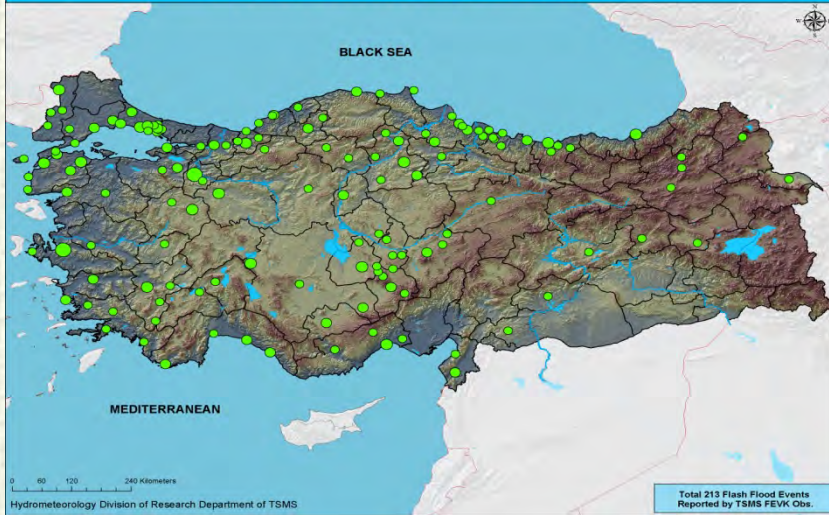 N
W
S
BLACK SEA
MEDITERRANEAN
0 60 120 240 Kilometers
Hydrometeorology Division of Research Department of TSMS
Total 213 Flash Flood Events
Reported by TSMS FEVK Obs.